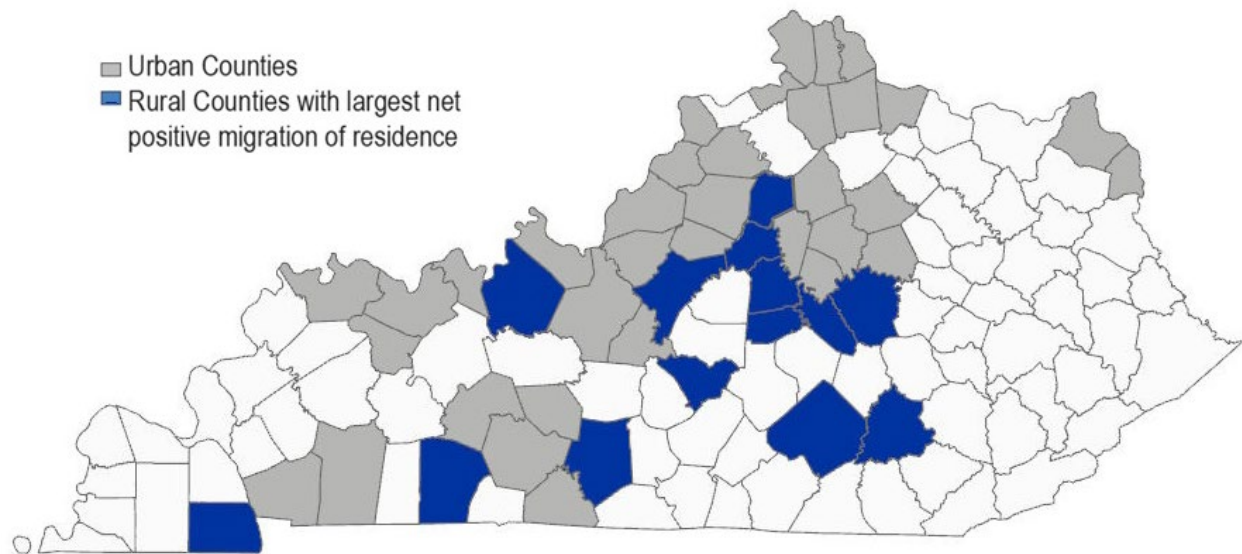 Urban Counties
Rural Counties with largest net
positive migration of residence